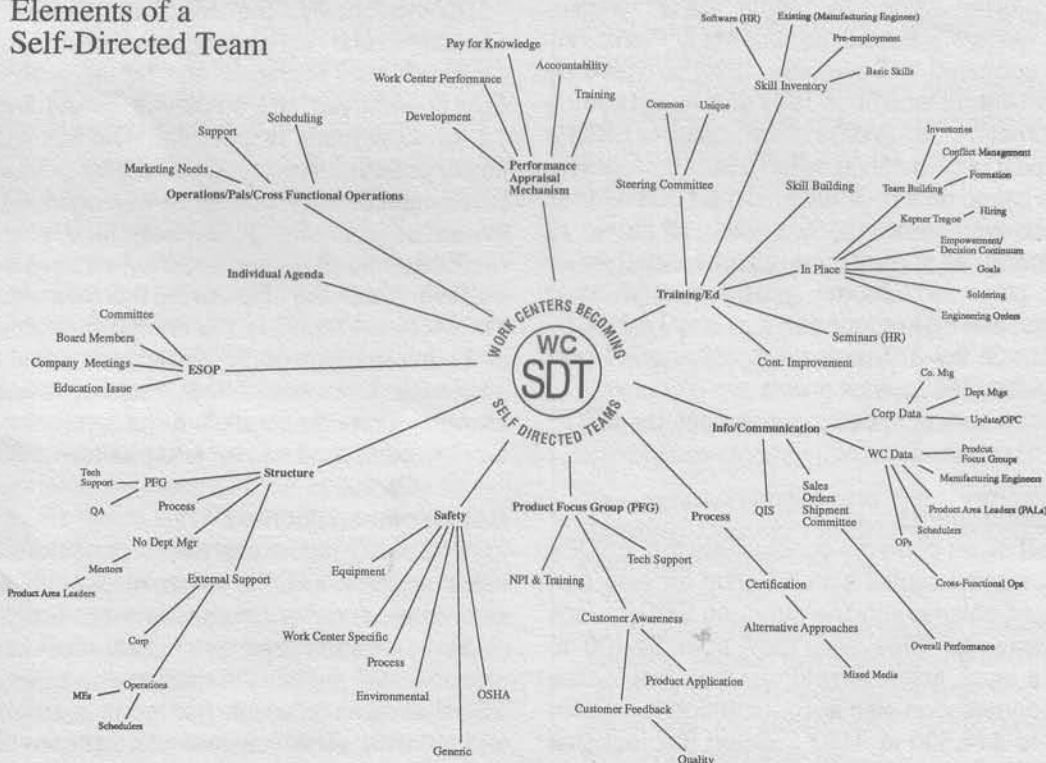 Elements of a
Self-Directed Team
Software (HR)
Existing (Manufacturing Engineer)
Pre-employment
Basic Skills
Skill Inventory
Pay for Knowledge
Accountability
Work Center Performance
Training
Development
Performance
Appraisal
Mechanism
Common
Unique
Steering Committee
Scheduling
Support
Marketing Needs
Operations/Pals/Cross Functional Operations
Skill Building
Inventories
Conflict Management
Team Building
Formation
Kepner Tregoe
Hiring
Empowerment/
Decision Continuum
In Place
Goals
Soldering
Engineering Orders
Training/Ed
Seminars (HR)
Cont. Improvement
Individual Agenda
Committee
Board Members
Company Meetings
Education Issue
ESOP
WORK CENTERS BECOMING
WC
SDT
SELF DIRECTED TEAMS
Co. Mtg
Dept Mtgs
Corp Data
Update/OPC
Info/Communication
WC Data
Prodcut
Focus Groups
Manufacturing Engineers
Product Area Leaders (PALs)
Schedulers
OPs
Cross-Functional Ops
Overall Performance
QIS
Sales
Orders
Shipment
Committee
Mixed Media
Structure
Tech
Support
PFG
QA
Process
No Dept Mgr
Mentors
Product Area Leaders
External Support
Corp
Operations
MEs
Schedulers
Safety
Equipment
Work Center Specific
Process
Environmental
Generic
OSHA
Product Focus Group (PFG)
NPI & Training
Tech Support
Customer Awareness
Product Application
Customer Feedback
Quality
Process
Certification
Alternative Approaches